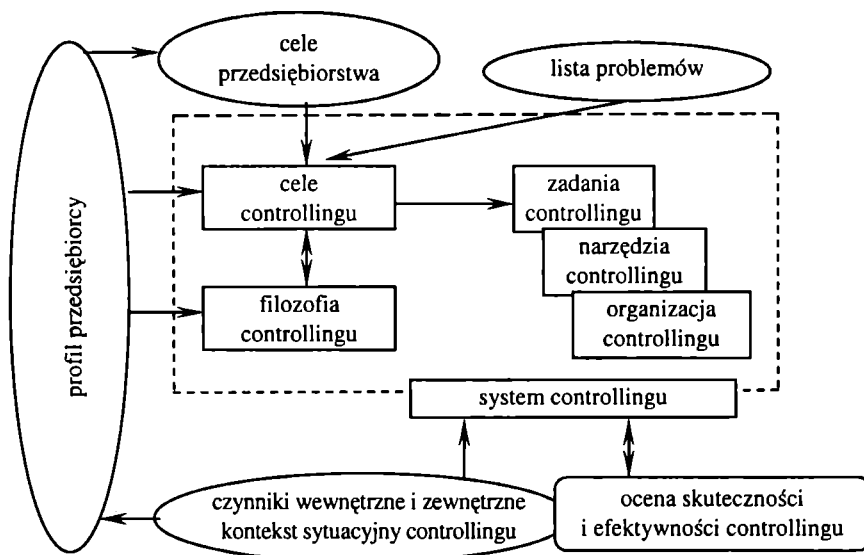 cele
przedsiębiorstwa
lista problemów
profil przedsiębiorcy
cele
controllingu
zadania
controllingu
narzędzia
controllingu
filozofia
controllingu
organizacja
controllingu
system controllingu
czynniki wewnętrzne i zewnętrzne
kontekst sytuacyjny controllingu
ocena skuteczności
i efektywności controllingu